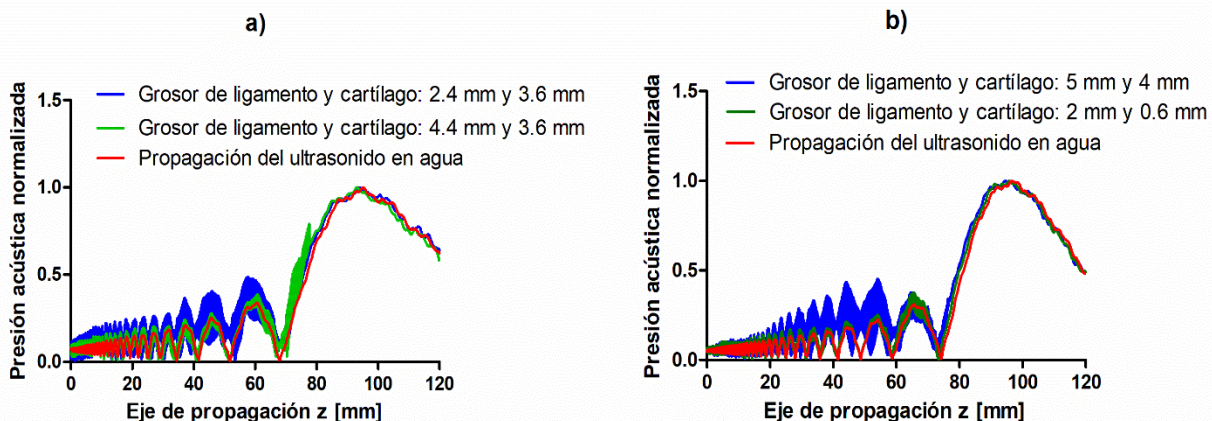 a)
Presión acústica normalizada
1.5
1.0
0.5
0.0
Grosor de ligamento y cartílago: 2.4 mm y 3.6 mm
Grosor de ligamento y cartílago: 4.4 mm y 3.6 mm
Propagación del ultrasonido en agua
0 20 40 60 80 100 120
Eje de propagación z [mm]
b)
Presión acústica normalizada
1.5
1.0
0.5
0.0
Grosor de ligamento y cartílago: 5 mm y 4 mm
Grosor de ligamento y cartílago: 2 mm y 0.6 mm
Propagación del ultrasonido en agua
0 20 40 60 80 100 120
Eje de propagación z [mm]